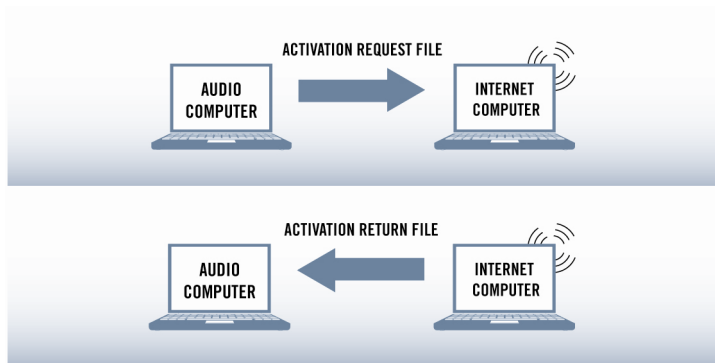 ACTIVATION REQUEST FILE
AUDIO
COMPUTER
INTERNET
COMPUTER
ACTIVATION RETURN FILE
AUDIO
COMPUTER
INTERNET
COMPUTER